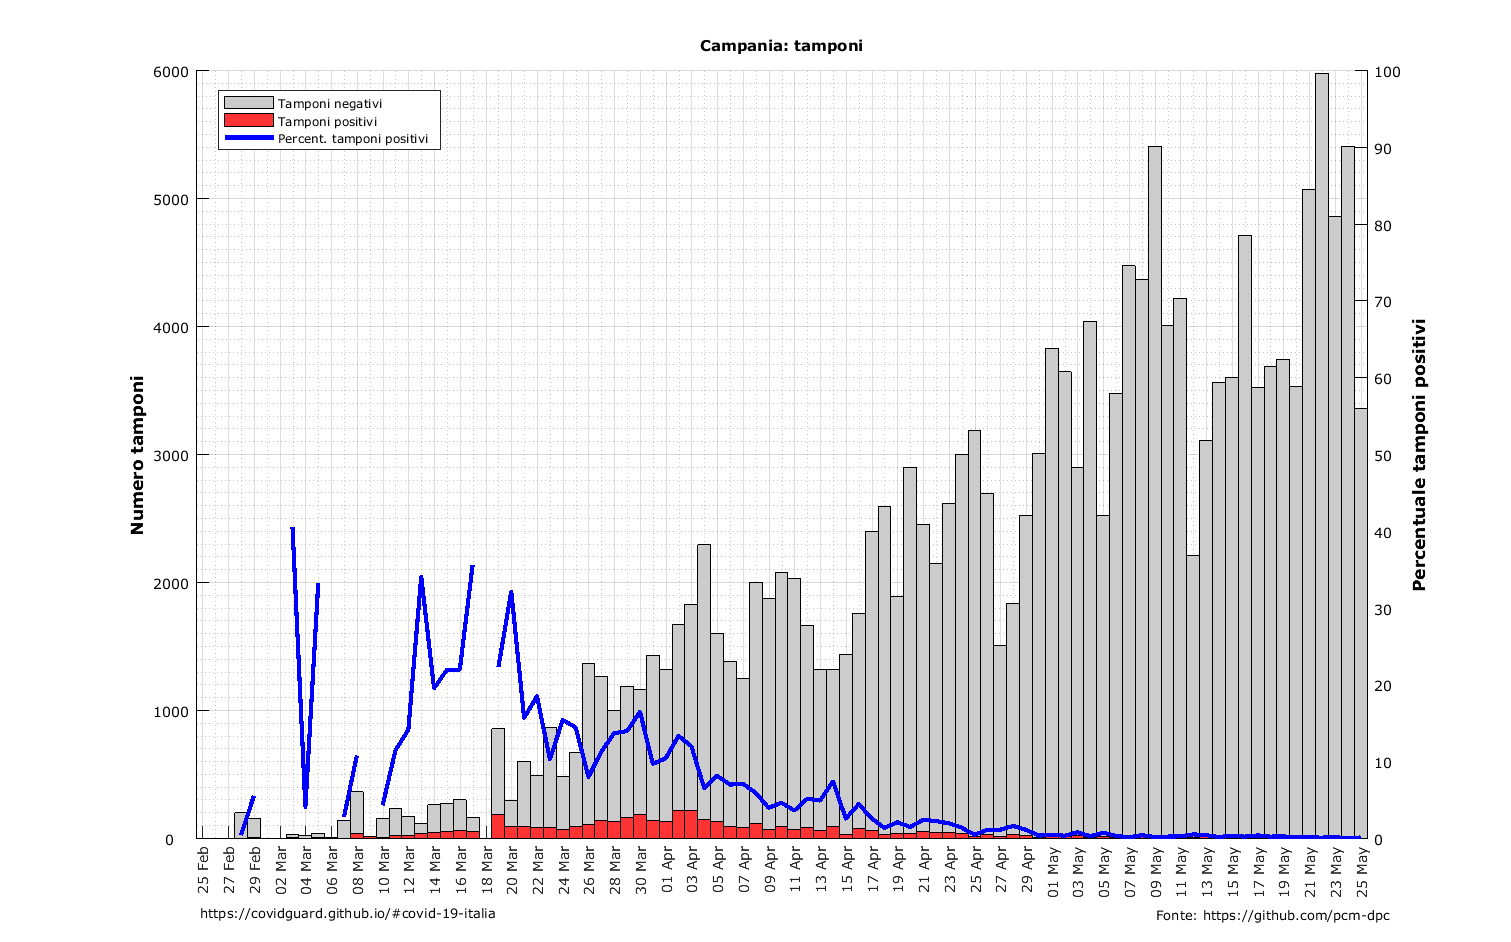 Campania: tamponi
Tamponi negativi
Tamponi positivi
Percent. tamponi positivi
Numero tamponi
6000
5000
4000
3000
2000
1000
0
Percentuale tamponi positivi
100
90
80
70
60
50
40
30
20
10
0
25 Feb
27 Feb
29 Feb
02 Mar
04 Mar
06 Mar
08 Mar
10 Mar
12 Mar
14 Mar
16 Mar
18 Mar
20 Mar
22 Mar
24 Mar
26 Mar
28 Mar
30 Mar
01 Apr
03 Apr
05 Apr
07 Apr
09 Apr
11 Apr
13 Apr
15 Apr
17 Apr
19 Apr
21 Apr
23 Apr
25 Apr
27 Apr
29 Apr
01 May
03 May
05 May
07 May
09 May
11 May
13 May
15 May
17 May
19 May
21 May
23 May
25 May
https://covidguard.github.io/#covid-19-italia
Fonte: https://github.com/pcm-dpc